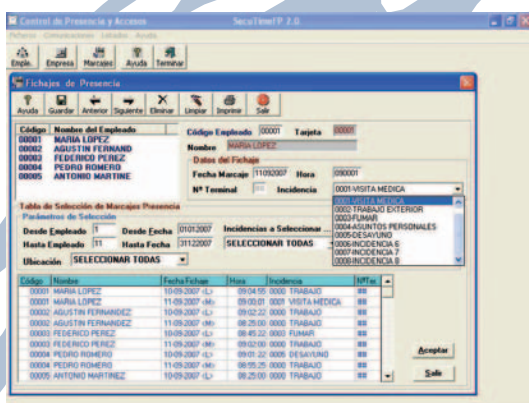 Control de Presencia y Accesos SecuTimeFP 2.0
Ficheros Comunicaciones Listados Ayuda
Emple. Empresa Marcajes Ayuda Terminar
Fichajes de Presencia
Ayuda Guardar Anterior Siguiente Eliminar Limpiar Imprimir Salir
Código Nombre del Empleado
00001 MARIA LOPEZ
00002 AGUSTIN FERNAND
00003 FEDERICO PEREZ
00004 PEDRO ROMERO
00005 ANTONIO MARTINE
Código Empleado 00001 Tarjeta 00001
Nombre MARIA LOPEZ
Datos del Fichaje
Fecha Marcaje 11092007 Hora 090001
Nº Terminal Incidencia 0001-VISITA MEDICA
0001-VISITA MEDICA
0002-TRABAJO EXTERIOR
0003-FUMAR
0004-ASUNTOS PERSONALES
0005-DESAYUNO
0006-INCIDENCIA 6
0007-INCIDENCIA 7
0008-INCIDENCIA 8
Tabla de Selección de Marcajes Presencia
Parámetros de Selección
Desde Empleado 1 Desde Fecha 01012007 Incidencias a Seleccionar ...
Hasta Empleado 11 Hasta Fecha 31122007 SELECCIONAR TODAS
Ubicación SELECCIONAR TODAS
Código Nombre Fecha Fichaje Hora Incidencia NºTer.
00001 MARIA LOPEZ 10-09-2007 <L> 09:04:55 0000 TRABAJO ##
00001 MARIA LOPEZ 11-09-2007 <M> 09:00:01 0001 VISITA MEDICA ##
00002 AGUSTIN FERNANDEZ 10-09-2007 <L> 09:02:22 0000 TRABAJO ##
00002 AGUSTIN FERNANDEZ 11-09-2007 <M> 08:25:00 0000 TRABAJO ##
00003 FEDERICO PEREZ 10-09-2007 <L> 08:45:22 0003 FUMAR ##
00003 FEDERICO PEREZ 11-09-2007 <M> 09:02:00 0000 TRABAJO ##
00004 PEDRO ROMERO 10-09-2007 <L> 09:01:22 0005 DESAYUNO ##
00004 PEDRO ROMERO 11-09-2007 <M> 08:55:25 0000 TRABAJO ##
00005 ANTONIO MARTINEZ 10-09-2007 <L> 08:25:00 0000 TRABAJO ##
Aceptar
Salir